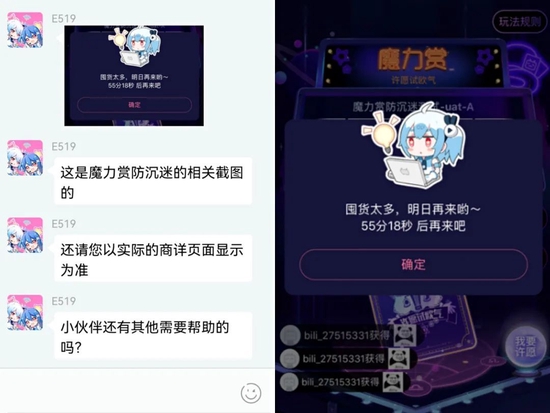 E519
囤货太多，明日再来哟～
55分18秒 后再来吧
确定
E519
这是魔力赏防沉迷的相关截图
的
E519
还请您以实际的商详页面显示
为准
E519
小伙伴还有其他需要帮助的
吗？
玩法规则
魔力赏
许愿试欧气
魔力赏防沉迷
-uat-A
囤货太多，明日再来哟～
55分18秒 后再来吧
确定
试欧气
我要
许愿
bili_27515331获得
bili_27515331获得
bili_27515331获得